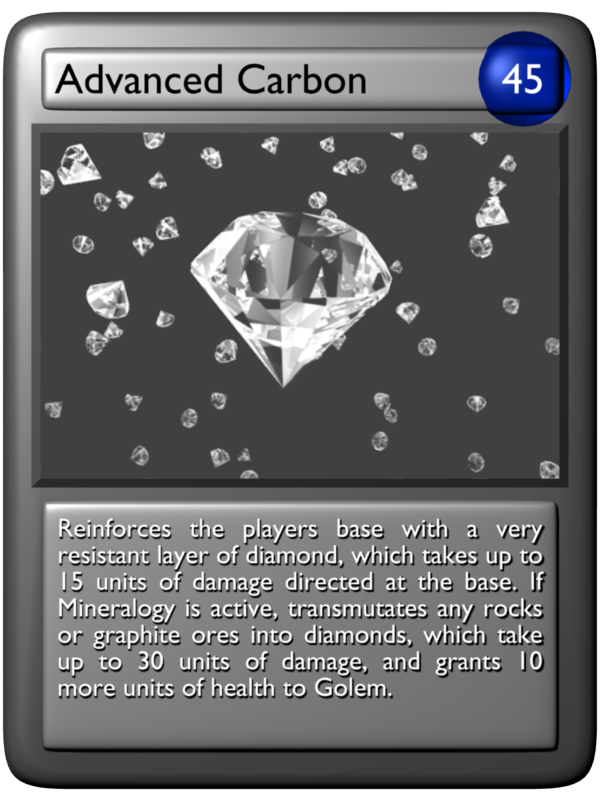 Advanced Carbon
45
Reinforces the players base with a very
resistant layer of diamond, which takes up to
15 units of damage directed at the base. If
Mineralogy is active, transmutates any rocks
or graphite ores into diamonds, which take
up to 30 units of damage, and grants 10
more units of health to Golem.